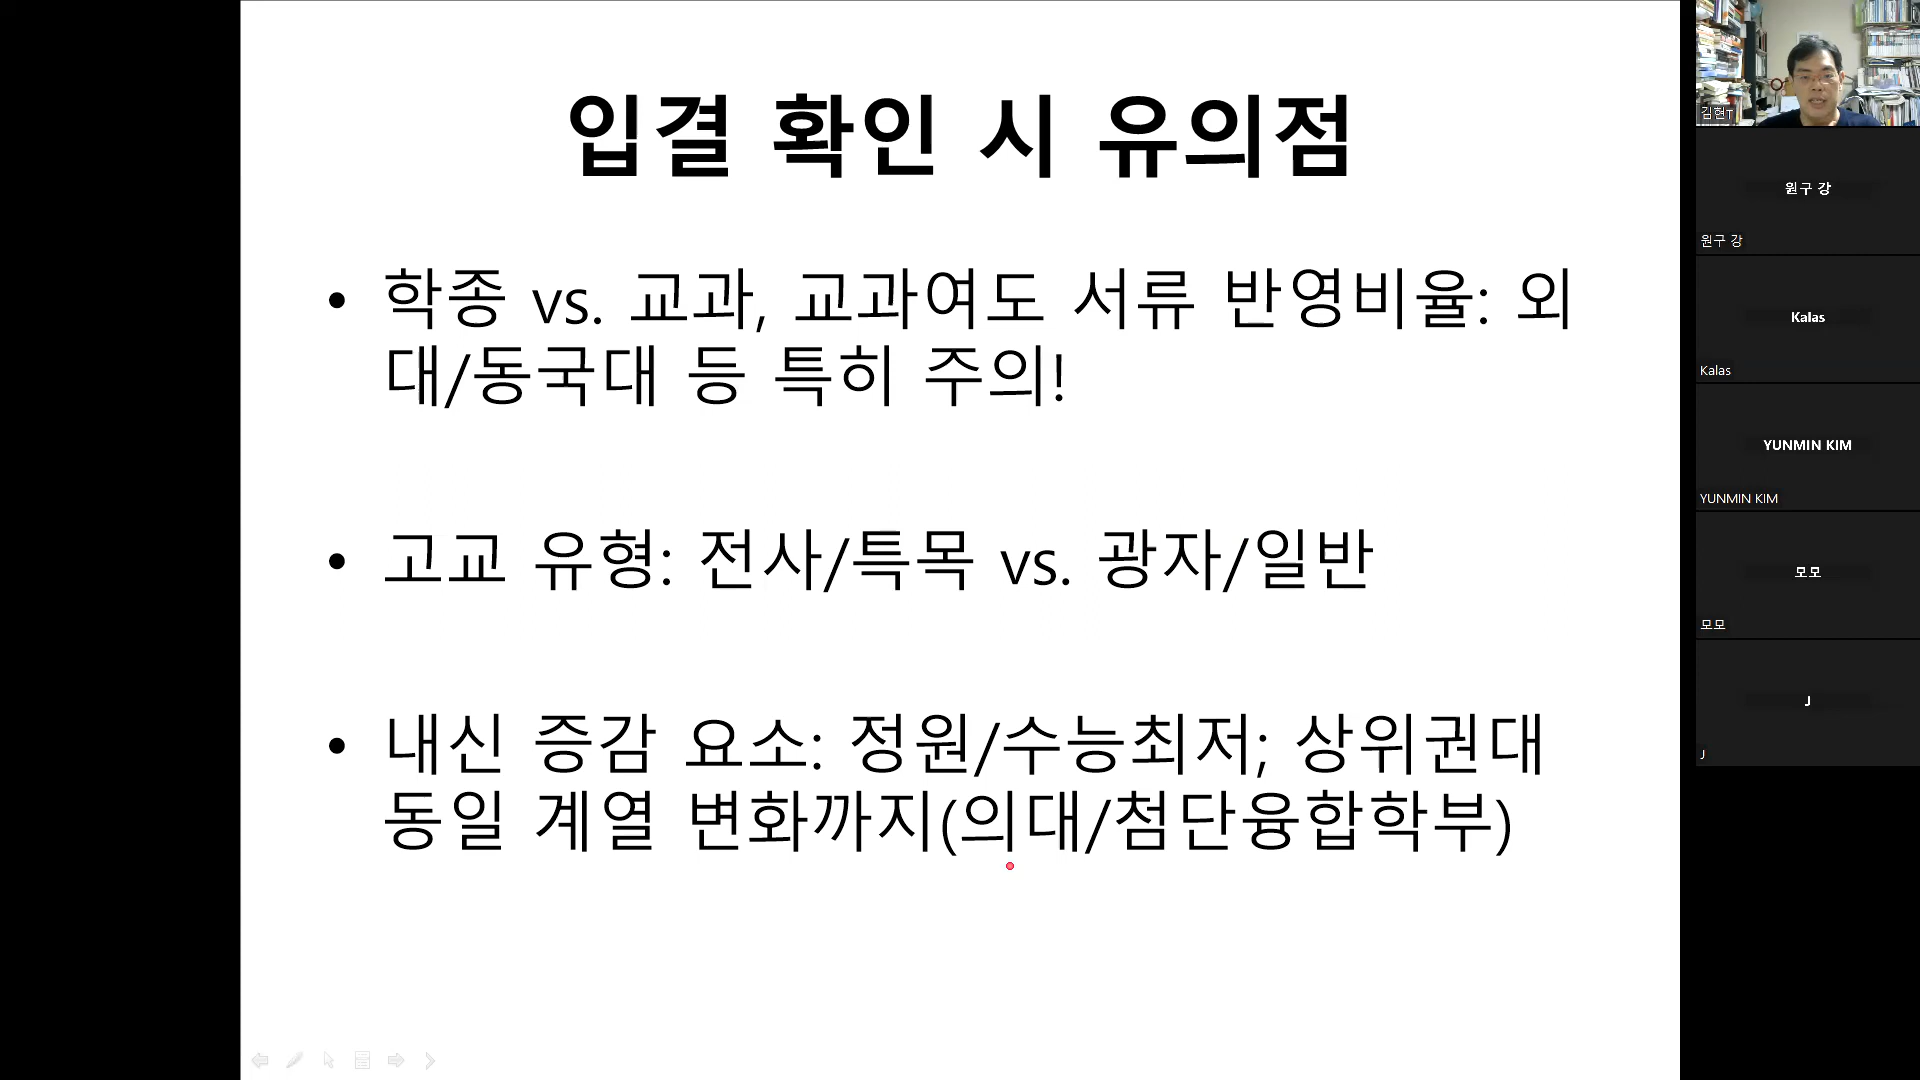 입결 확인 시 유의점
• 학종 vs. 교과, 교과여도 서류 반영비율: 외
대/동국대 등 특히 주의!
• 고교 유형: 전사/특목 vs. 광자/일반
• 내신 증감 요소: 정원/수능최저; 상위권대
동일 계열 변화까지(의대/첨단융합학부)
김현T
원구 강
원구 강
Kalas
Kalas
YUNMIN KIM
YUNMIN KIM
모모
모모
J
J